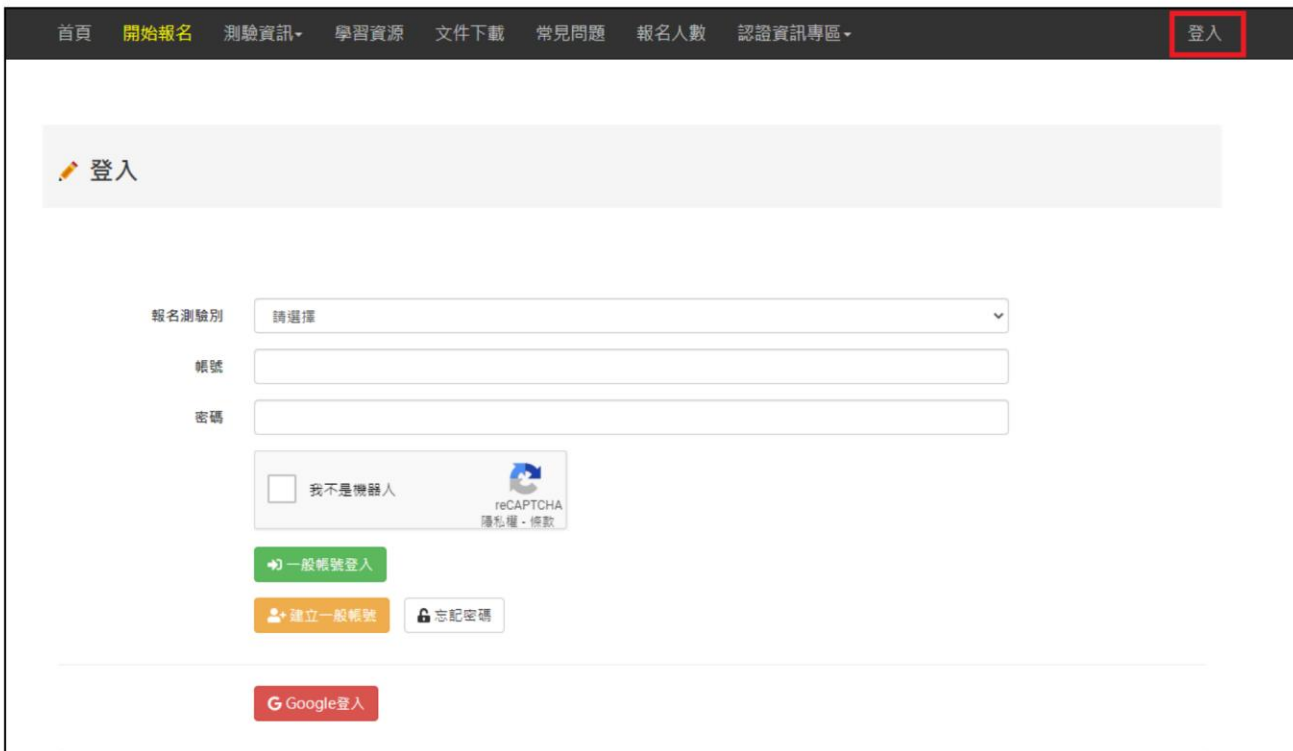 首頁 開始報名 測驗資訊 學習資源 文件下載 常見問題 報名人數 認證資訊專區 登入
登入
報名測驗別 請選擇
帳號
密碼
我不是機器人
reCAPTCHA
隱私權 - 條款
一般帳號登入
建立一般帳號 忘記密碼
G Google登入